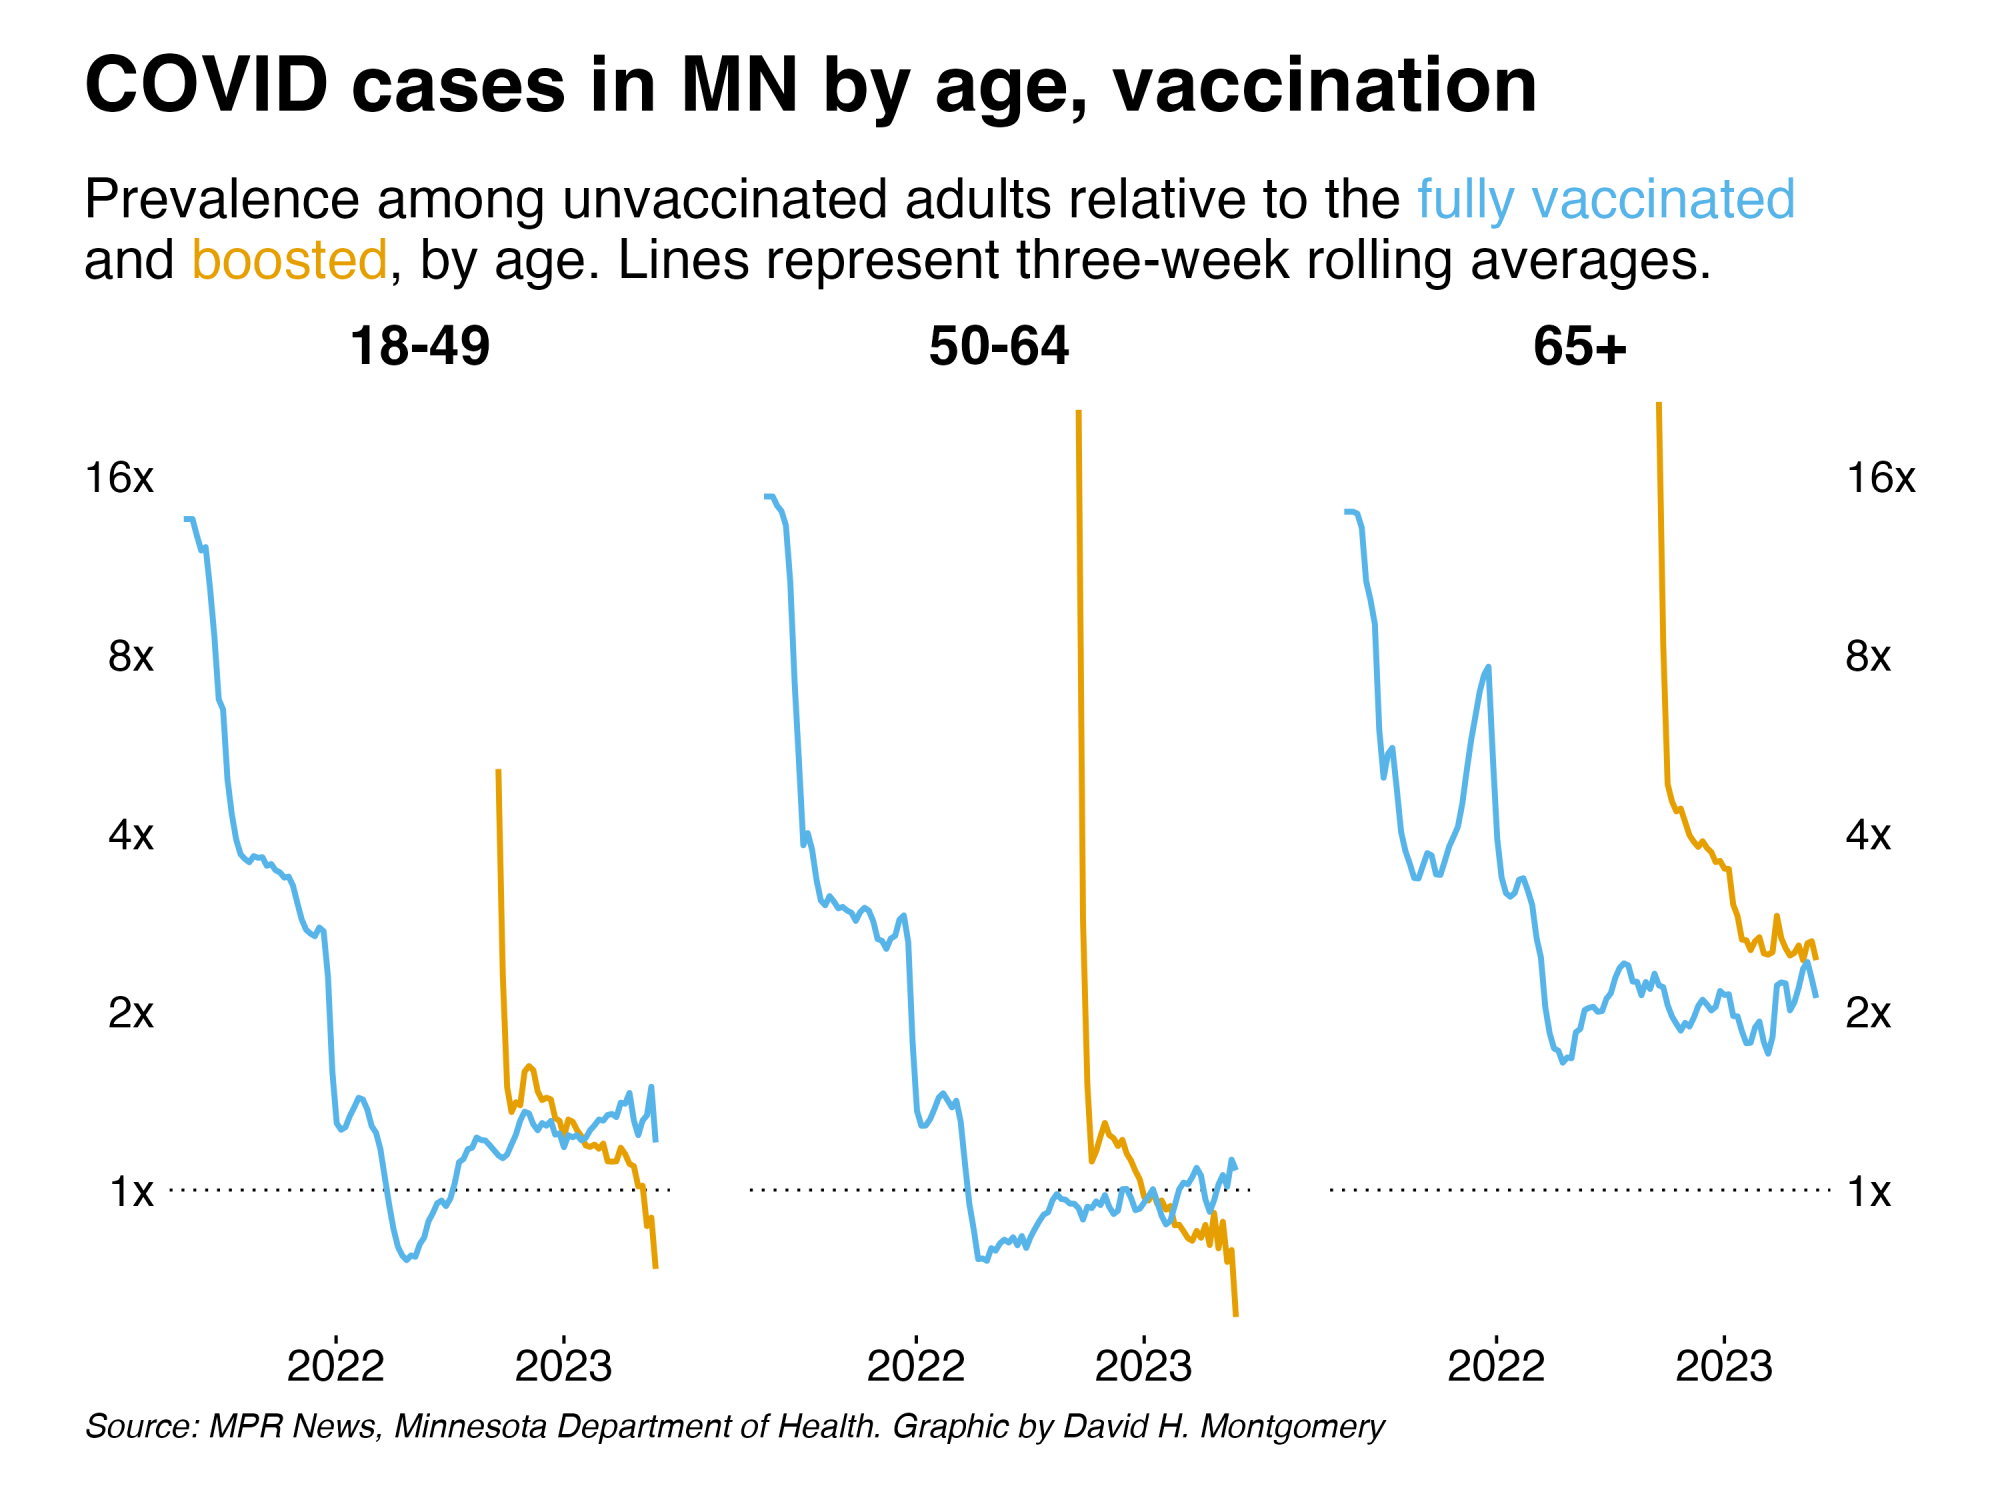 COVID cases in MN by age, vaccination
Prevalence among unvaccinated adults relative to the fully vaccinated
and boosted, by age. Lines represent three-week rolling averages.
18-49 50-64 65+
16x 16x
8x 8x
4x 4x
2x 2x
1x 1x
2022 2023 2022 2023 2022 2023
Source: MPR News, Minnesota Department of Health. Graphic by David H. Montgomery